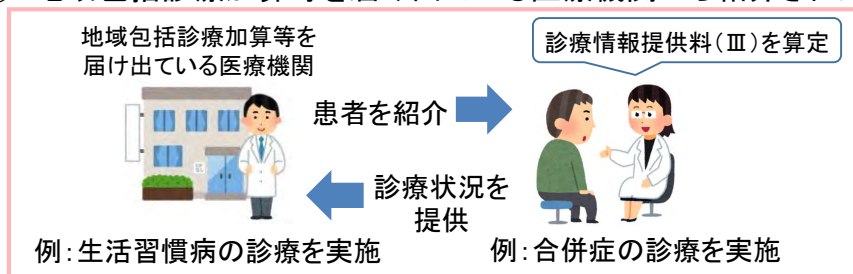 地域包括診療加算等を
届け出ている医療機関
診療情報提供料(Ⅲ)を算定
患者を紹介
診療状況を
提供
例:生活習慣病の診療を実施
例:合併症の診療を実施